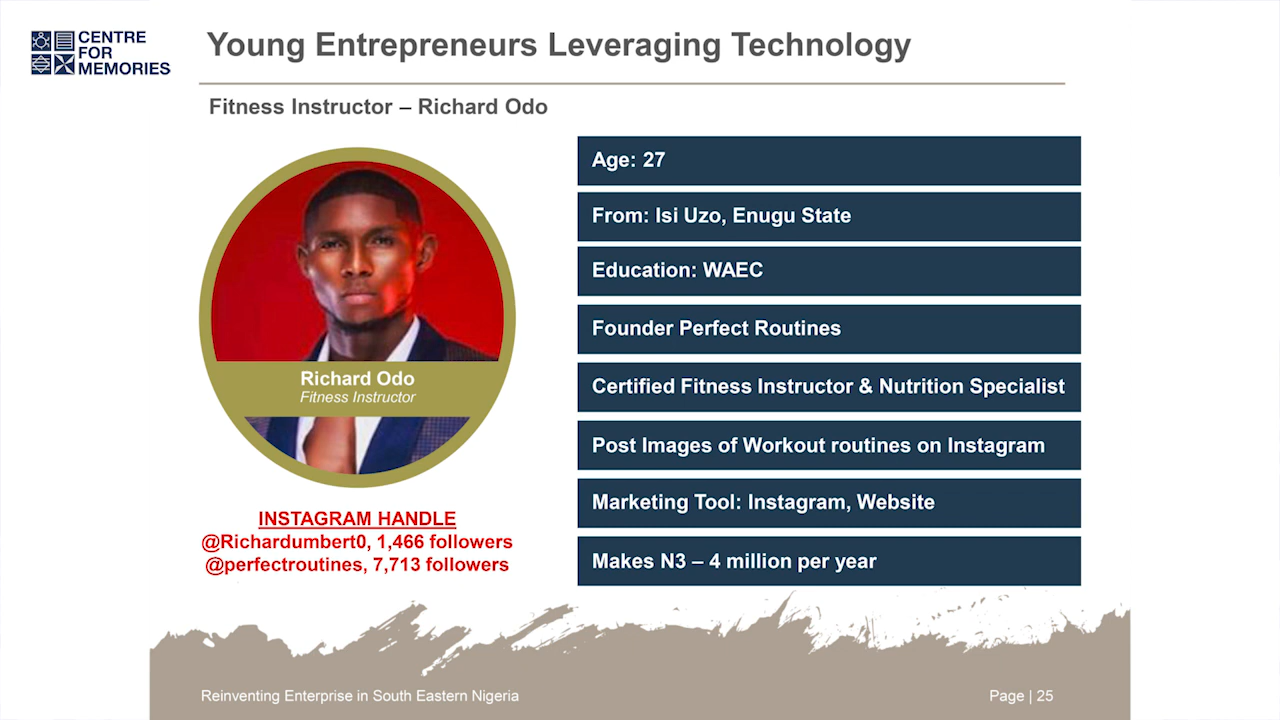 CENTRE
FOR
MEMORIES
Young Entrepreneurs Leveraging Technology
Fitness Instructor – Richard Odo
Richard Odo
Fitness Instructor
INSTAGRAM HANDLE
@Richardumbert0, 1,466 followers
@perfectroutines, 7,713 followers
Age: 27
From: Isi Uzo, Enugu State
Education: WAEC
Founder Perfect Routines
Certified Fitness Instructor & Nutrition Specialist
Post Images of Workout routines on Instagram
Marketing Tool: Instagram, Website
Makes N3 – 4 million per year
Reinventing Enterprise in South Eastern Nigeria
Page | 25